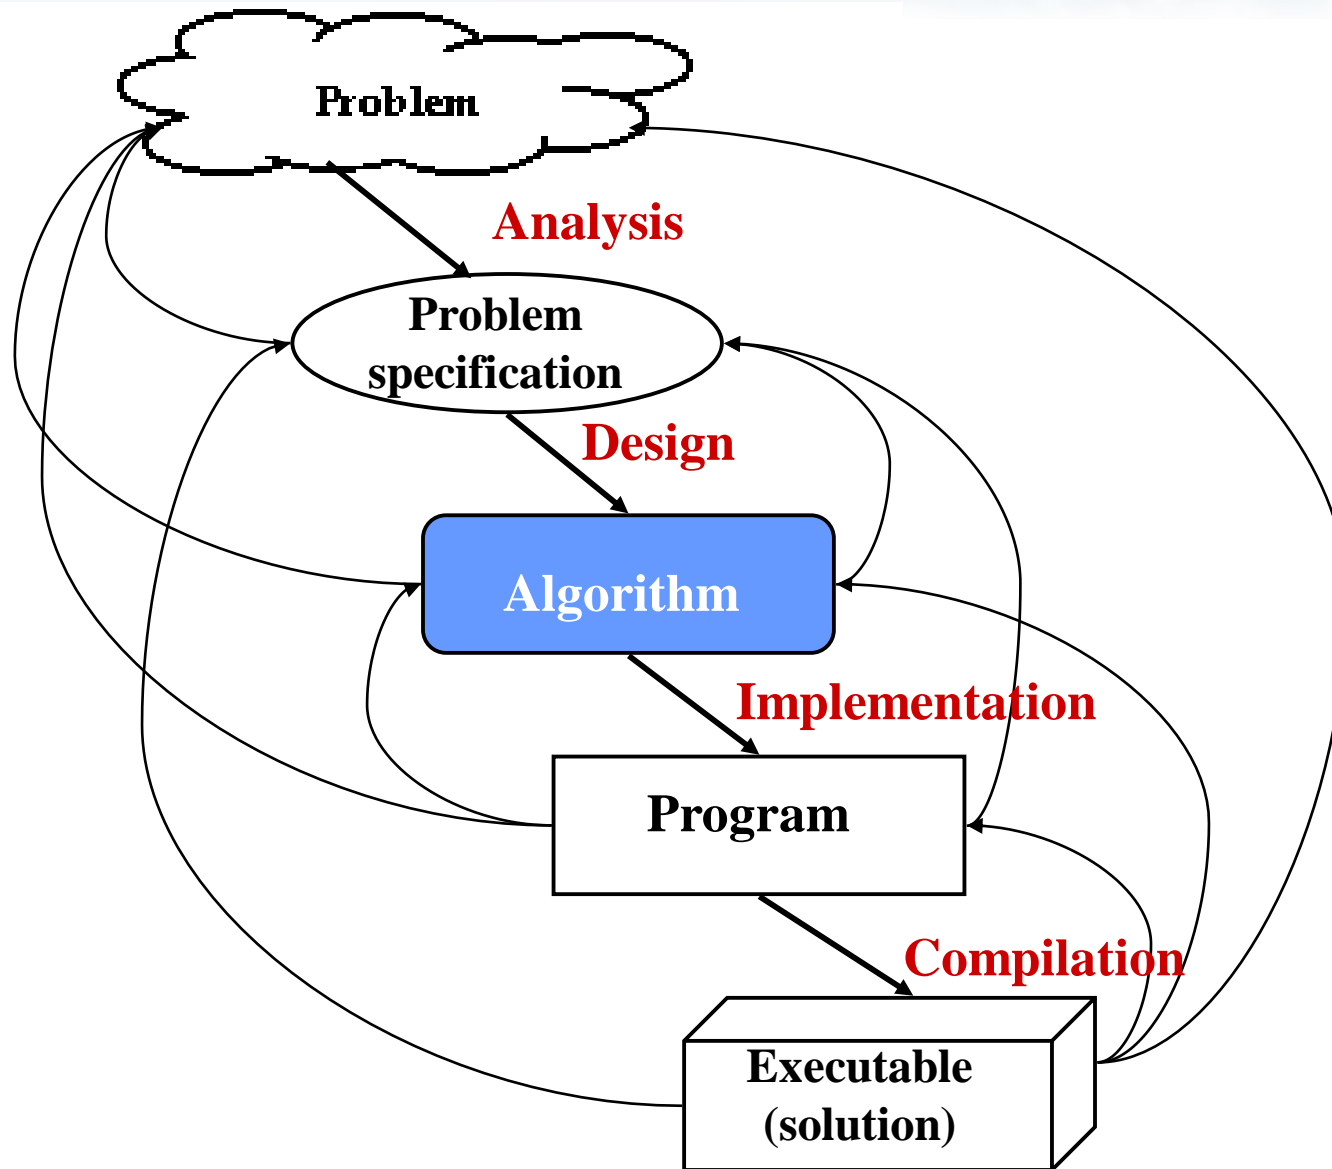 Problem
Analysis
Problem
specification
Design
Algorithm
Implementation
Program
Compilation
Executable
(solution)